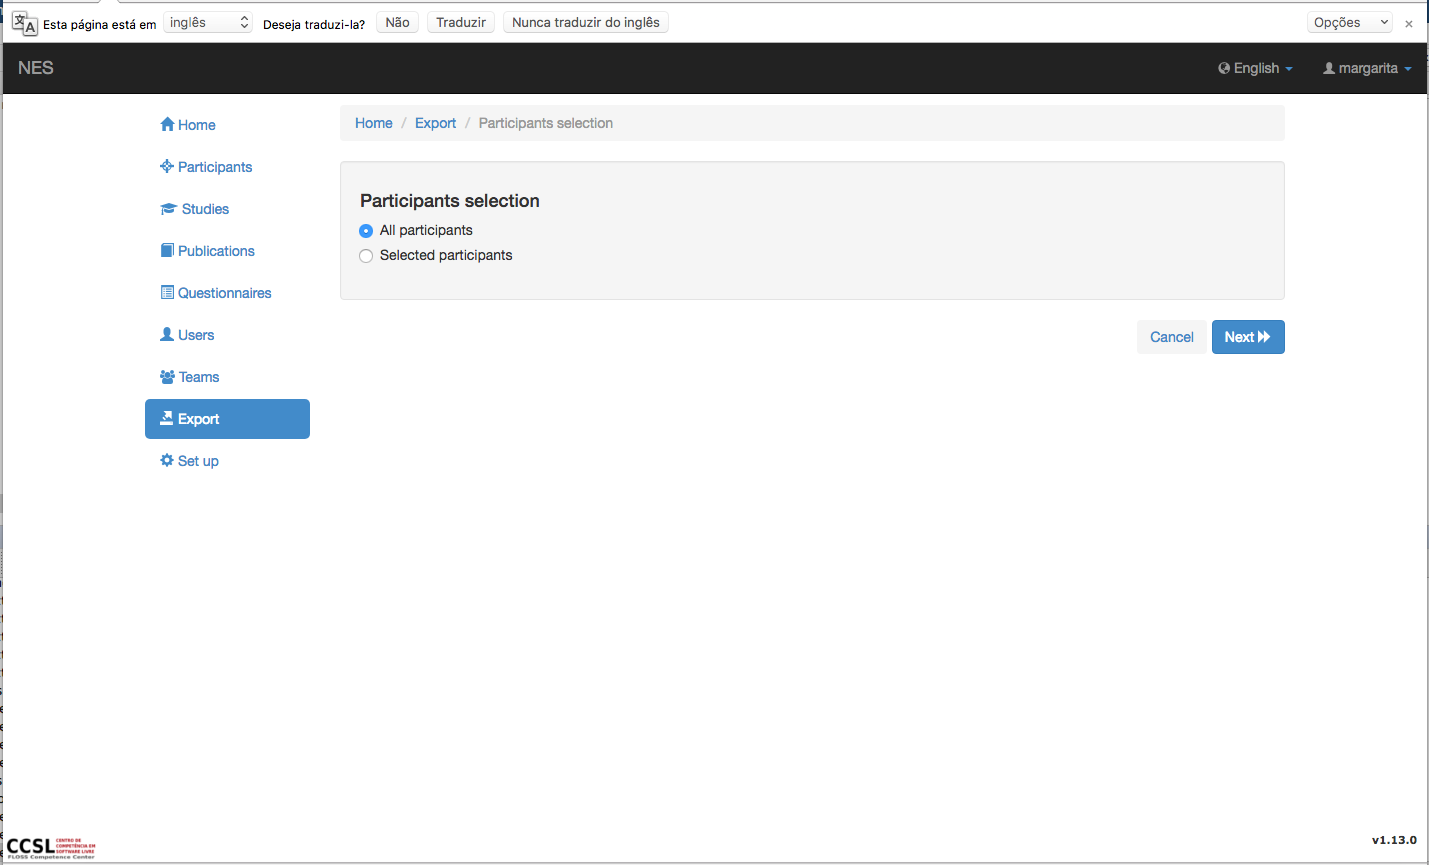 Esta página está em inglês Deseja traduzi-la? Não Traduzir Nunca traduzir do inglês Opções ×
NES English margarita
Home
Participants
Studies
Publications
Questionnaires
Users
Teams
Export
Set up
Home / Export / Participants selection
Participants selection
All participants
Selected participants
Cancel Next
CCSL CENTRO DE
COMPETÊNCIA EM
SOFTWARE LIVRE
FLOSS Competence Center
v1.13.0